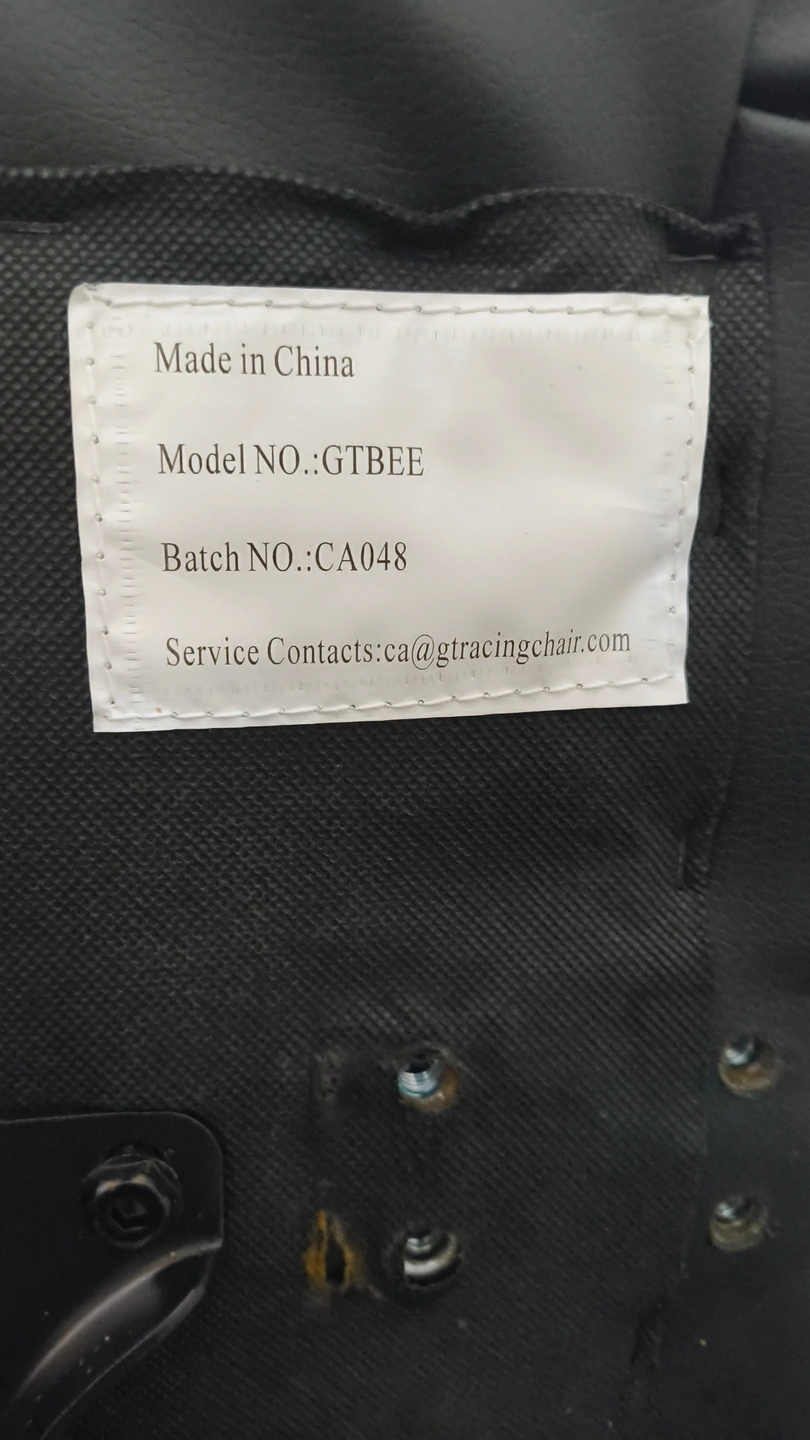 Made in China
Model NO.:GTBEE
Batch NO.:CA048
Service Contacts:ca@gtracingchair.com